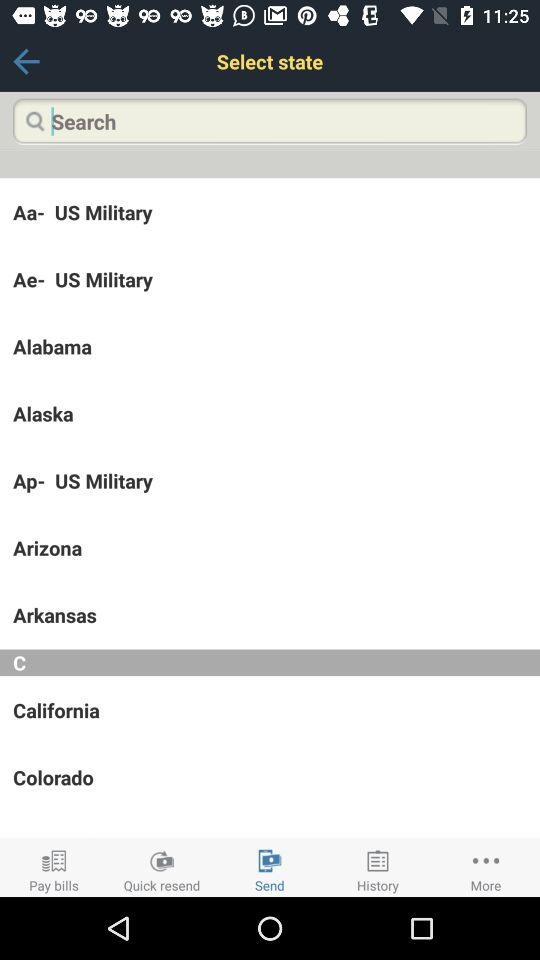 11:25
Select state
Search
Aa-  US Military
Ae-  US Military
Alabama
Alaska
Ap-  US Military
Arizona
Arkansas
C
California
Colorado
Pay bills
Quick resend
Send
History
More